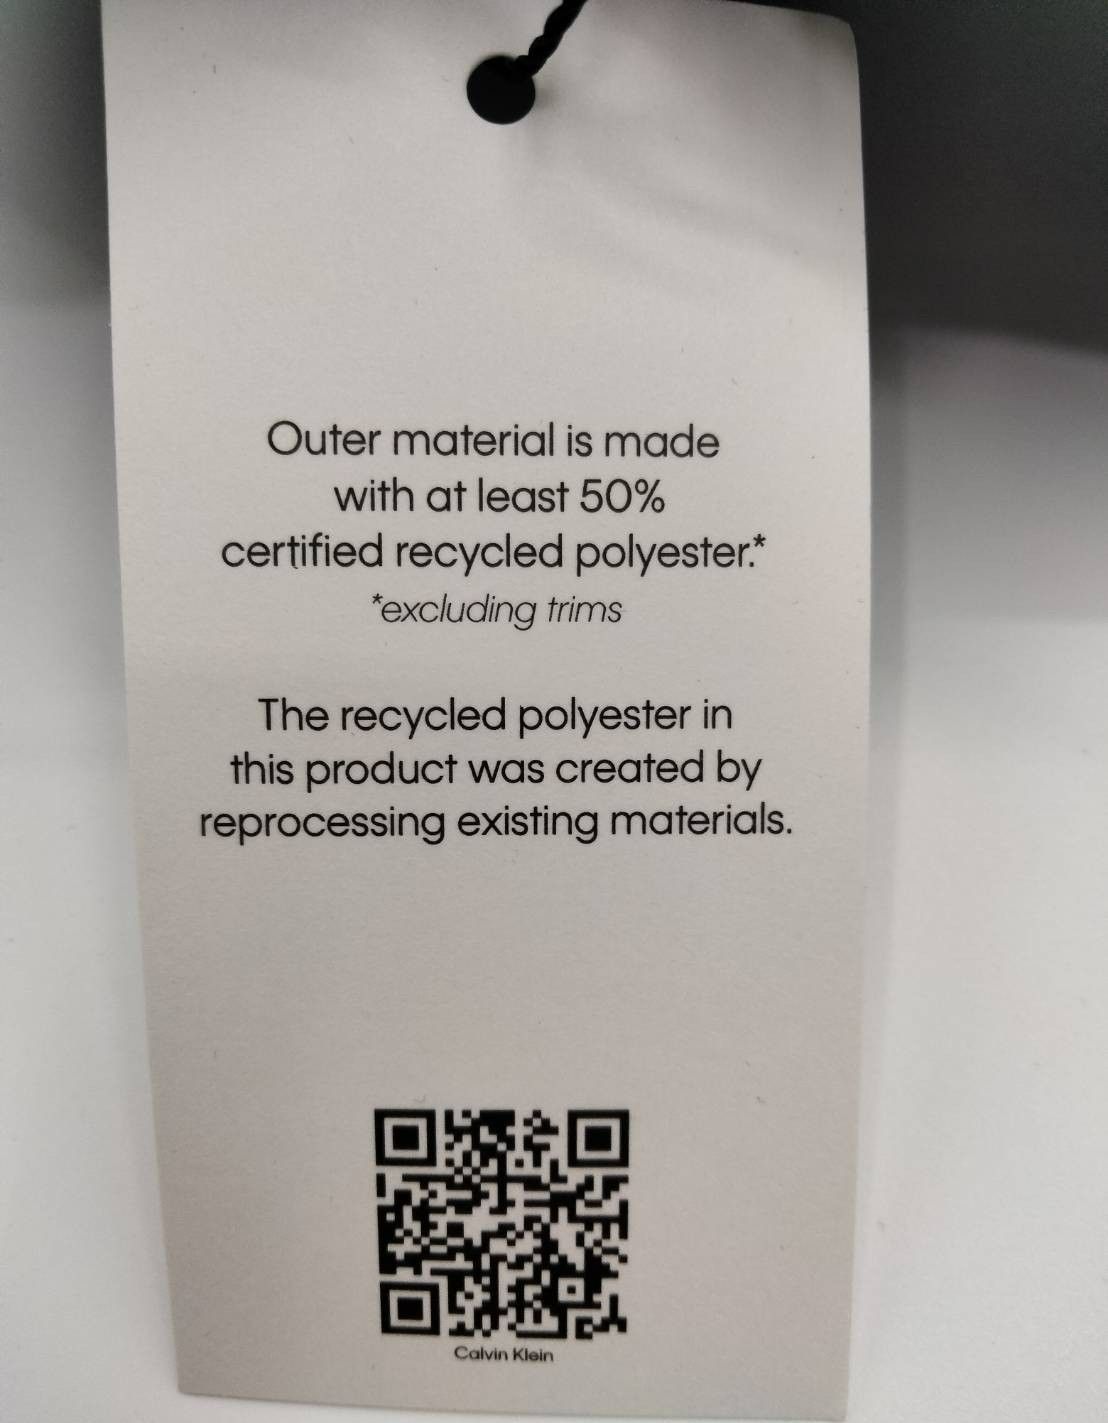 Outer material is made
with at least 50%
certified recycled polyester.*
*excluding trims
The recycled polyester in
this product was created by
reprocessing existing materials.
Calvin Klein